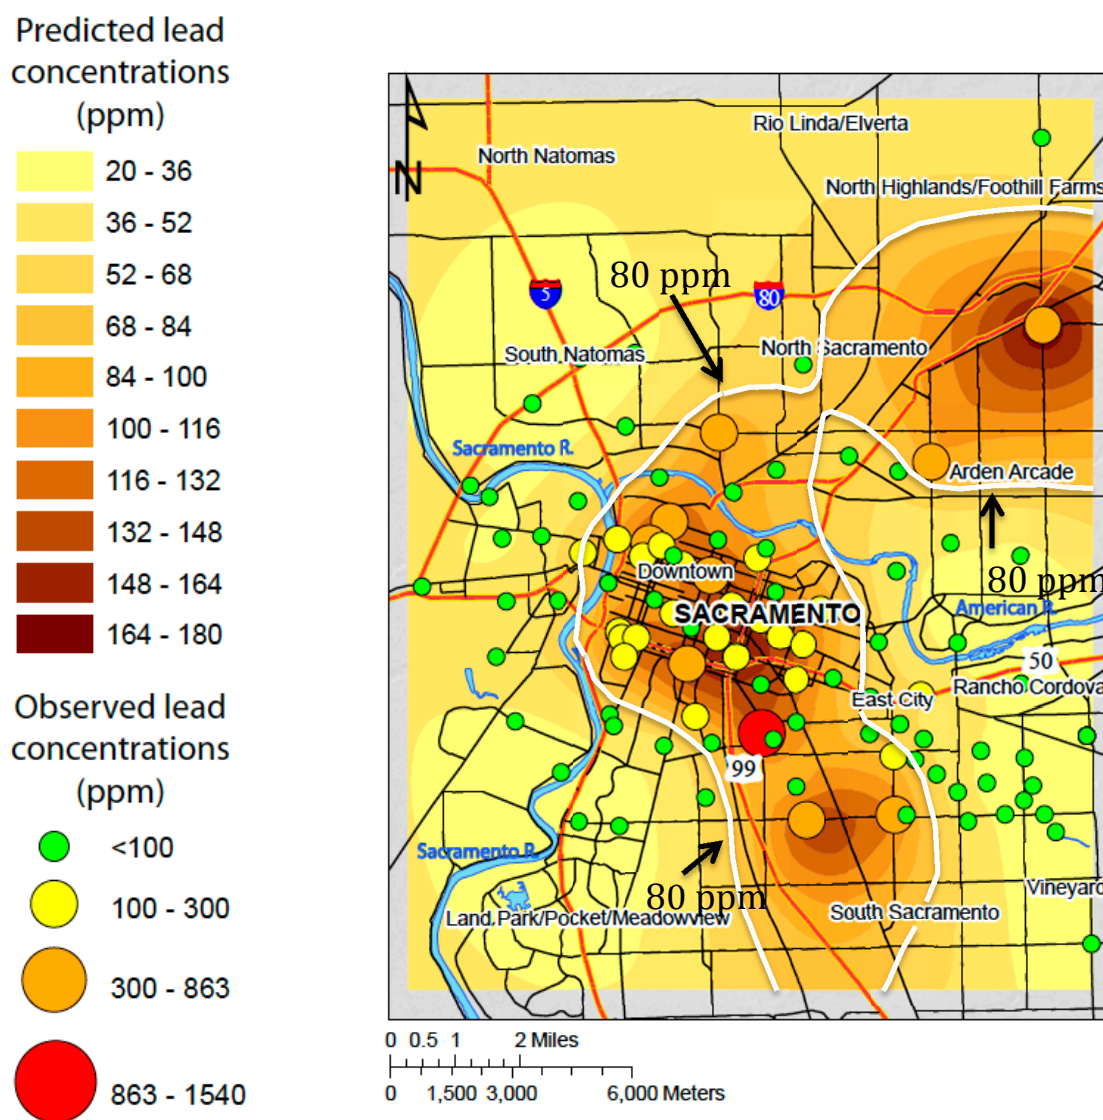 Predicted lead
concentrations
(ppm)
20 - 36
36 - 52
52 - 68
68 - 84
84 - 100
100 - 116
116 - 132
132 - 148
148 - 164
164 - 180
Observed lead
concentrations
(ppm)
<100
100 - 300
300 - 863
863 - 1540
N
Rio Linda/Elverta
North Natomas
North Highlands/Foothill Farms
80 ppm
5
80
South Natomas
North Sacramento
Sacramento R.
Arden Arcade
Downtown
80 ppm
SACRAMENTO
American R.
50
East City
Rancho Cordova
99
Sacramento R.
80 ppm
Vineyard
Land Park/Pocket/Meadowview
South Sacramento
0 0.5 1 2 Miles
0 1,500 3,000 6,000 Meters